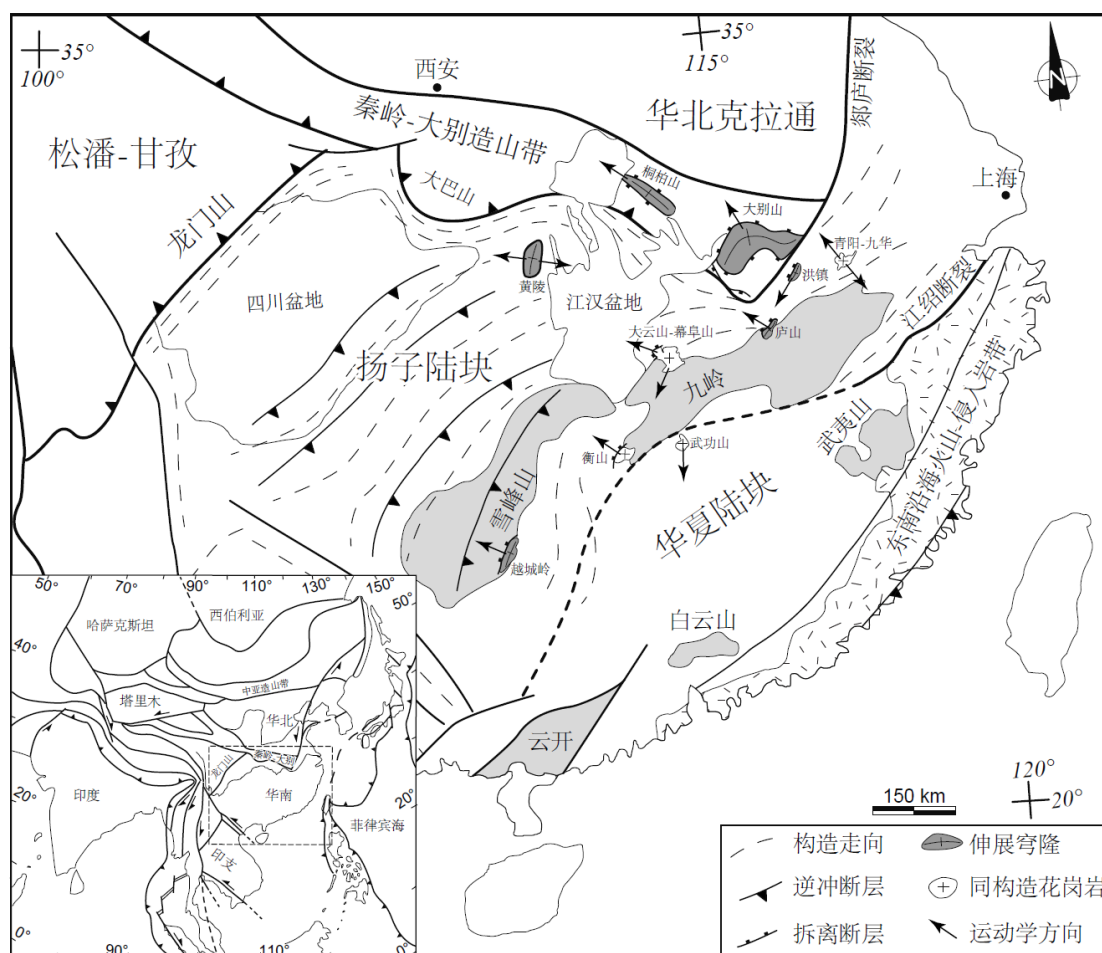 35°
100°
35°
115°
N
西安
郯庐断裂
华北克拉通
秦岭-大别造山带
松潘-甘孜
桐柏山
上海
大巴山
大别山
龙门山
青阳-九华
黄陵
洪镇
四川盆地
江汉盆地
江绍断裂
大云山-幕阜山
庐山
扬子陆块
九岭
武夷山
东南沿海火山-侵入岩带
衡山
武功山
雪峰山
华夏陆块
越城岭
白云山
云开
150 km
120°
20°
50°
70°
90°
110°
130°
150°
50°
西伯利亚
哈萨克斯坦
40°
中亚造山带
塔里木
华北
龙门山
秦岭-大别
印度
华南
20°
20°
菲律宾海
印支
0°
90°
110°
0°
构造走向
伸展穹隆
逆冲断层
同构造花岗岩
拆离断层
运动学方向